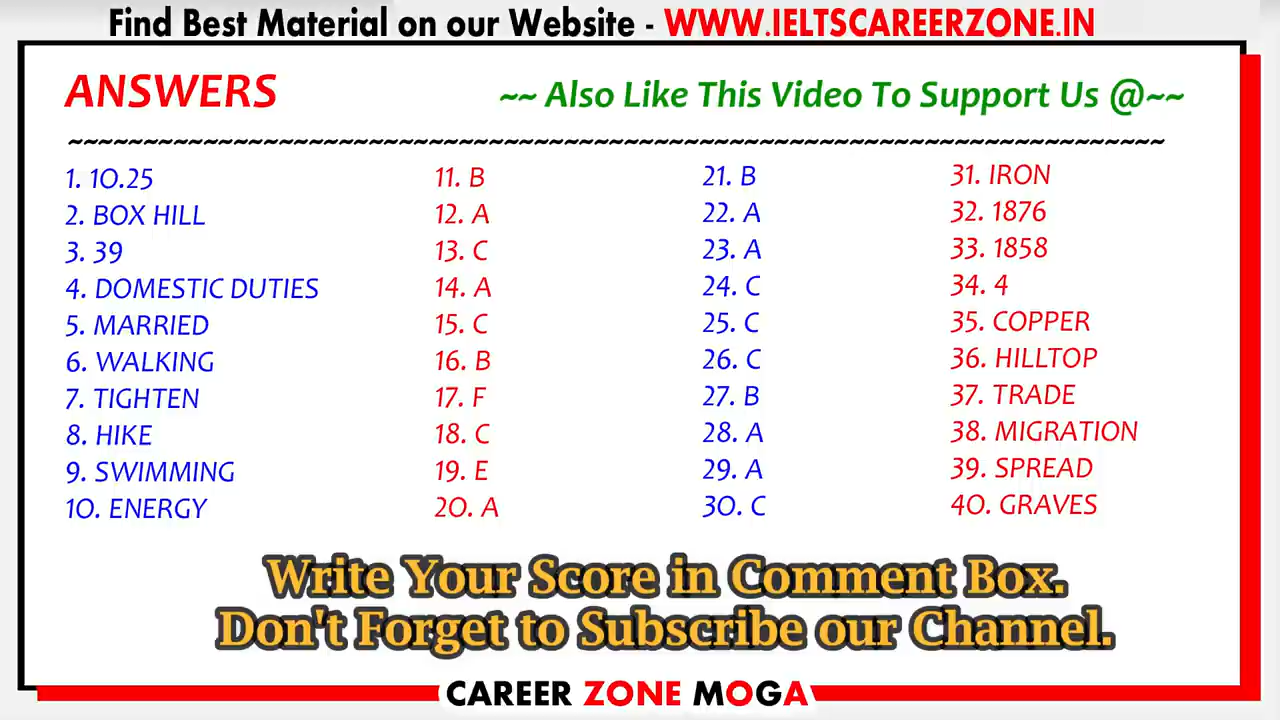 Find Best Material on our Website - WWW.IELTSCAREERZONE.IN
ANSWERS
~~ Also Like This Video To Support Us @~~
1. 10.25
2. BOX HILL
3. 39
4. DOMESTIC DUTIES
5. MARRIED
6. WALKING
7. TIGHTEN
8. HIKE
9. SWIMMING
10. ENERGY
11. B
12. A
13. C
14. A
15. C
16. B
17. F
18. C
19. E
20. A
21. B
22. A
23. A
24. C
25. C
26. C
27. B
28. A
29. A
30. C
31. IRON
32. 1876
33. 1858
34. 4
35. COPPER
36. HILLTOP
37. TRADE
38. MIGRATION
39. SPREAD
40. GRAVES
Write Your Score in Comment Box.
Don't Forget to Subscribe our Channel.
CAREER ZONE MOGA